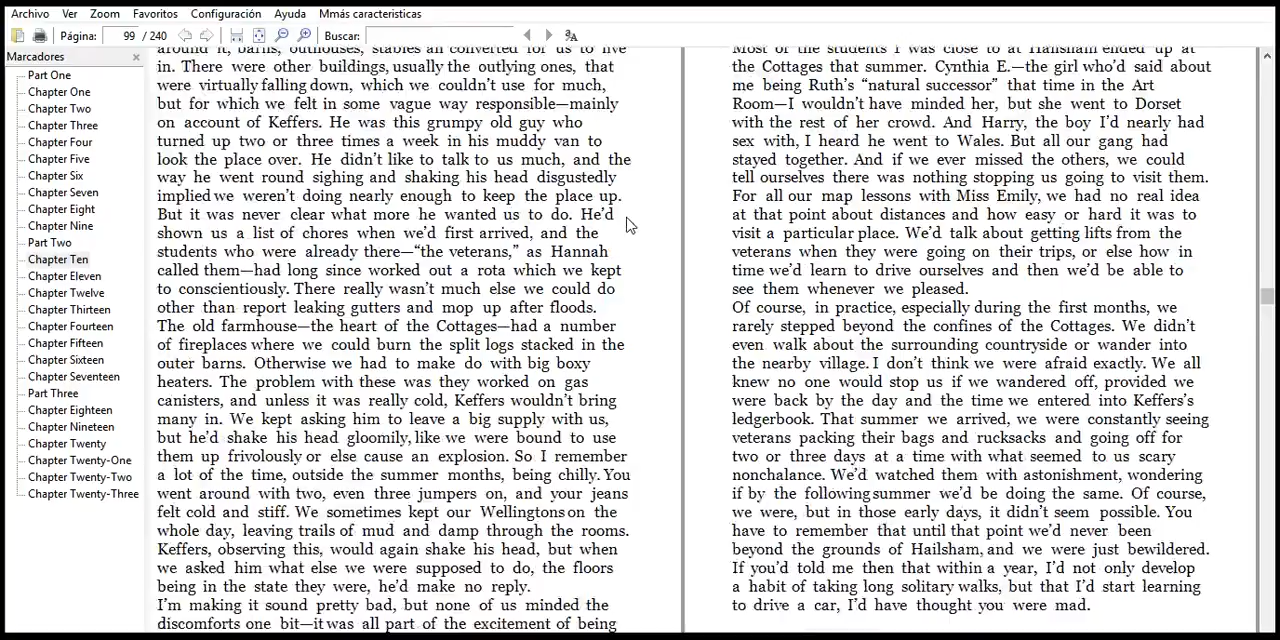 Archivo Ver Zoom Favoritos Configuración Ayuda Mmás caracteristicas
Página: 99 / 240 Buscar:
Marcadores
Part One
Chapter One
Chapter Two
Chapter Three
Chapter Four
Chapter Five
Chapter Six
Chapter Seven
Chapter Eight
Chapter Nine
Part Two
Chapter Ten
Chapter Eleven
Chapter Twelve
Chapter Thirteen
Chapter Fourteen
Chapter Fifteen
Chapter Sixteen
Chapter Seventeen
Part Three
Chapter Eighteen
Chapter Nineteen
Chapter Twenty
Chapter Twenty-One
Chapter Twenty-Two
Chapter Twenty-Three
around it, barns, outhouses, stables all converted for us to live
in. There were other buildings, usually the outlying ones, that
were virtually falling down, which we couldn’t use for much,
but for which we felt in some vague way responsible—mainly
on account of Keffers. He was this grumpy old guy who
turned up two or three times a week in his muddy van to
look the place over. He didn’t like to talk to us much, and the
way he went round sighing and shaking his head disgustedly
implied we weren’t doing nearly enough to keep the place up.
But it was never clear what more he wanted us to do. He’d
shown us a list of chores when we’d first arrived, and the
students who were already there—“the veterans,” as Hannah
called them—had long since worked out a rota which we kept
to conscientiously. There really wasn’t much else we could do
other than report leaking gutters and mop up after floods.
The old farmhouse—the heart of the Cottages—had a number
of fireplaces where we could burn the split logs stacked in the
outer barns. Otherwise we had to make do with big boxy
heaters. The problem with these was they worked on gas
canisters, and unless it was really cold, Keffers wouldn’t bring
many in. We kept asking him to leave a big supply with us,
but he’d shake his head gloomily, like we were bound to use
them up frivolously or else cause an explosion. So I remember
a lot of the time, outside the summer months, being chilly. You
went around with two, even three jumpers on, and your jeans
felt cold and stiff. We sometimes kept our Wellingtons on the
whole day, leaving trails of mud and damp through the rooms.
Keffers, observing this, would again shake his head, but when
we asked him what else we were supposed to do, the floors
being in the state they were, he’d make no reply.
I’m making it sound pretty bad, but none of us minded the
discomforts one bit—it was all part of the excitement of being
Most of the students I was close to at Hailsham ended up at
the Cottages that summer. Cynthia E.—the girl who’d said about
me being Ruth’s “natural successor” that time in the Art
Room—I wouldn’t have minded her, but she went to Dorset
with the rest of her crowd. And Harry, the boy I’d nearly had
sex with, I heard he went to Wales. But all our gang had
stayed together. And if we ever missed the others, we could
tell ourselves there was nothing stopping us going to visit them.
For all our map lessons with Miss Emily, we had no real idea
at that point about distances and how easy or hard it was to
visit a particular place. We’d talk about getting lifts from the
veterans when they were going on their trips, or else how in
time we’d learn to drive ourselves and then we’d be able to
see them whenever we pleased.
Of course, in practice, especially during the first months, we
rarely stepped beyond the confines of the Cottages. We didn’t
even walk about the surrounding countryside or wander into
the nearby village. I don’t think we were afraid exactly. We all
knew no one would stop us if we wandered off, provided we
were back by the day and the time we entered into Keffers’s
ledgerbook. That summer we arrived, we were constantly seeing
veterans packing their bags and rucksacks and going off for
two or three days at a time with what seemed to us scary
nonchalance. We’d watched them with astonishment, wondering
if by the following summer we’d be doing the same. Of course,
we were, but in those early days, it didn’t seem possible. You
have to remember that until that point we’d never been
beyond the grounds of Hailsham, and we were just bewildered.
If you’d told me then that within a year, I’d not only develop
a habit of taking long solitary walks, but that I’d start learning
to drive a car, I’d have thought you were mad.